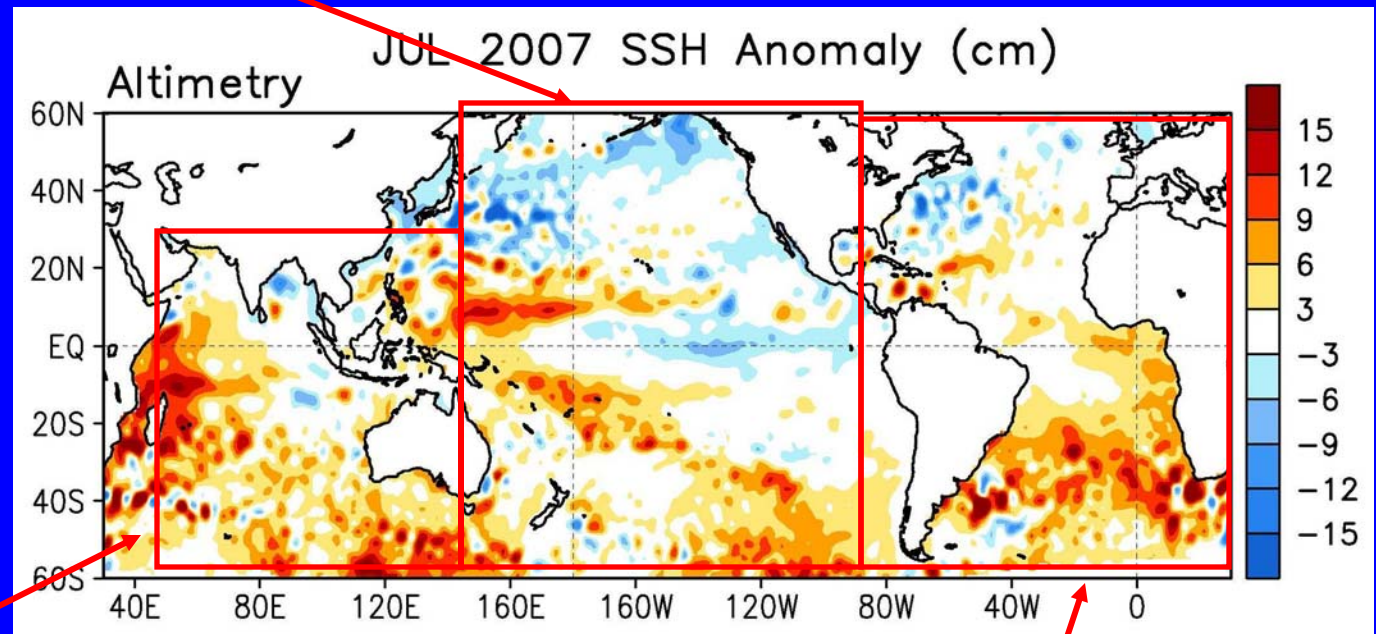 JUL 2007 SSH Anomaly (cm)
Altimetry
60N
40N
20N
EQ
20S
40S
60S
40E 80E 120E 160E 160W 120W 80W 40W 0
15
12
9
6
3
−3
−6
−9
−12
−15